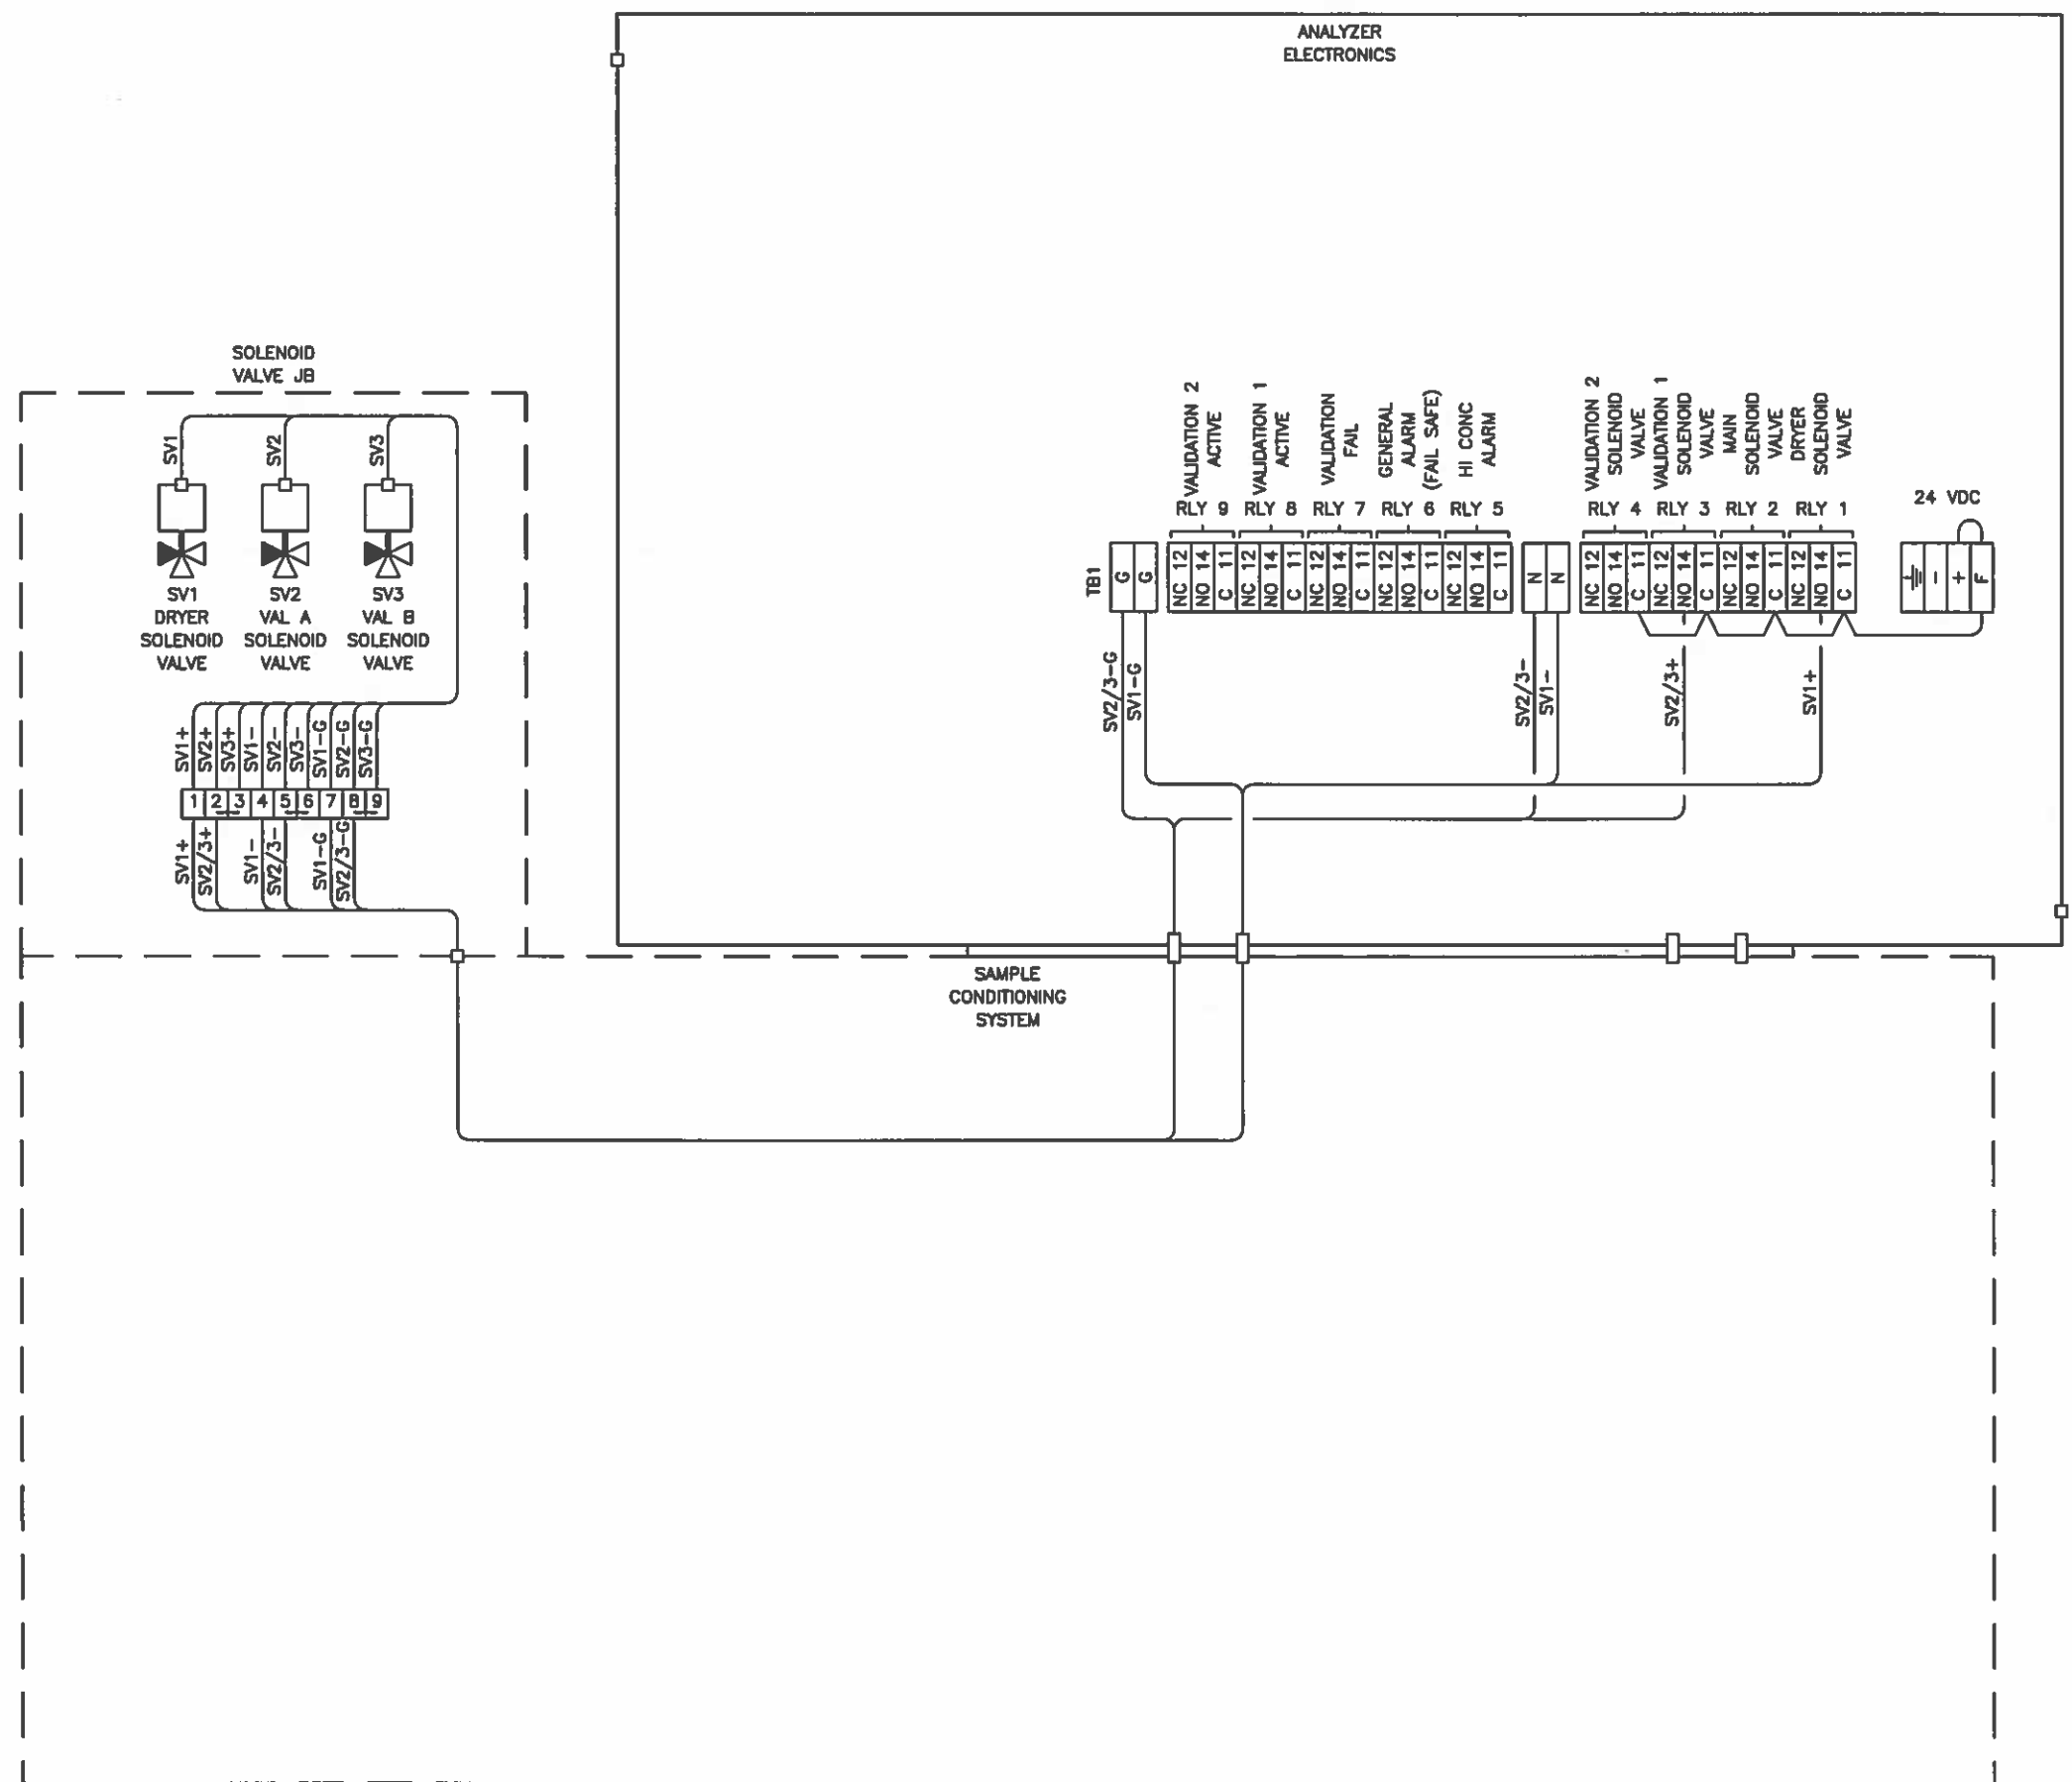 ANALYZER
ELECTRONICS
SOLENOID
VALVE JB
SV1
SV2
SV3
SV1
DRYER
SOLENOID
VALVE
SV2
VAL A
SOLENOID
VALVE
SV3
VAL B
SOLENOID
VALVE
SV1+
SV2+
SV3+
SV1-
SV2-
SV3-
SV1-G
SV2-G
SV3-G
1 2 3 4 5 6 7 8 9
SV1+
SV2/3+
SV1-
SV2/3-
SV1-G
SV2/3-G
VALIDATION 2
ACTIVE
VALIDATION 1
ACTIVE
VALIDATION
FAIL
GENERAL
ALARM
(FAIL SAFE)
HI CONC
ALARM
VALIDATION 2
SOLENOID
VALVE
VALIDATION 1
SOLENOID
VALVE
MAIN
SOLENOID
VALVE
DRYER
SOLENOID
VALVE
RLY 9 RLY 8 RLY 7 RLY 6 RLY 5
RLY 4 RLY 3 RLY 2 RLY 1
24 VDC
TB1
G
G
NC 12
NO 14
C 11
NC 12
NO 14
C 11
NC 12
NO 14
C 11
NC 12
NO 14
C 11
NC 12
NO 14
C 11
N
N
NC 12
NO 14
C 11
NC 12
NO 14
C 11
NC 12
NO 14
C 11
NC 12
NO 14
C 11
-
+
F
SV2/3-G
SV1-G
SV2/3-
SV1-
SV2/3+
SV1+
SAMPLE
CONDITIONING
SYSTEM